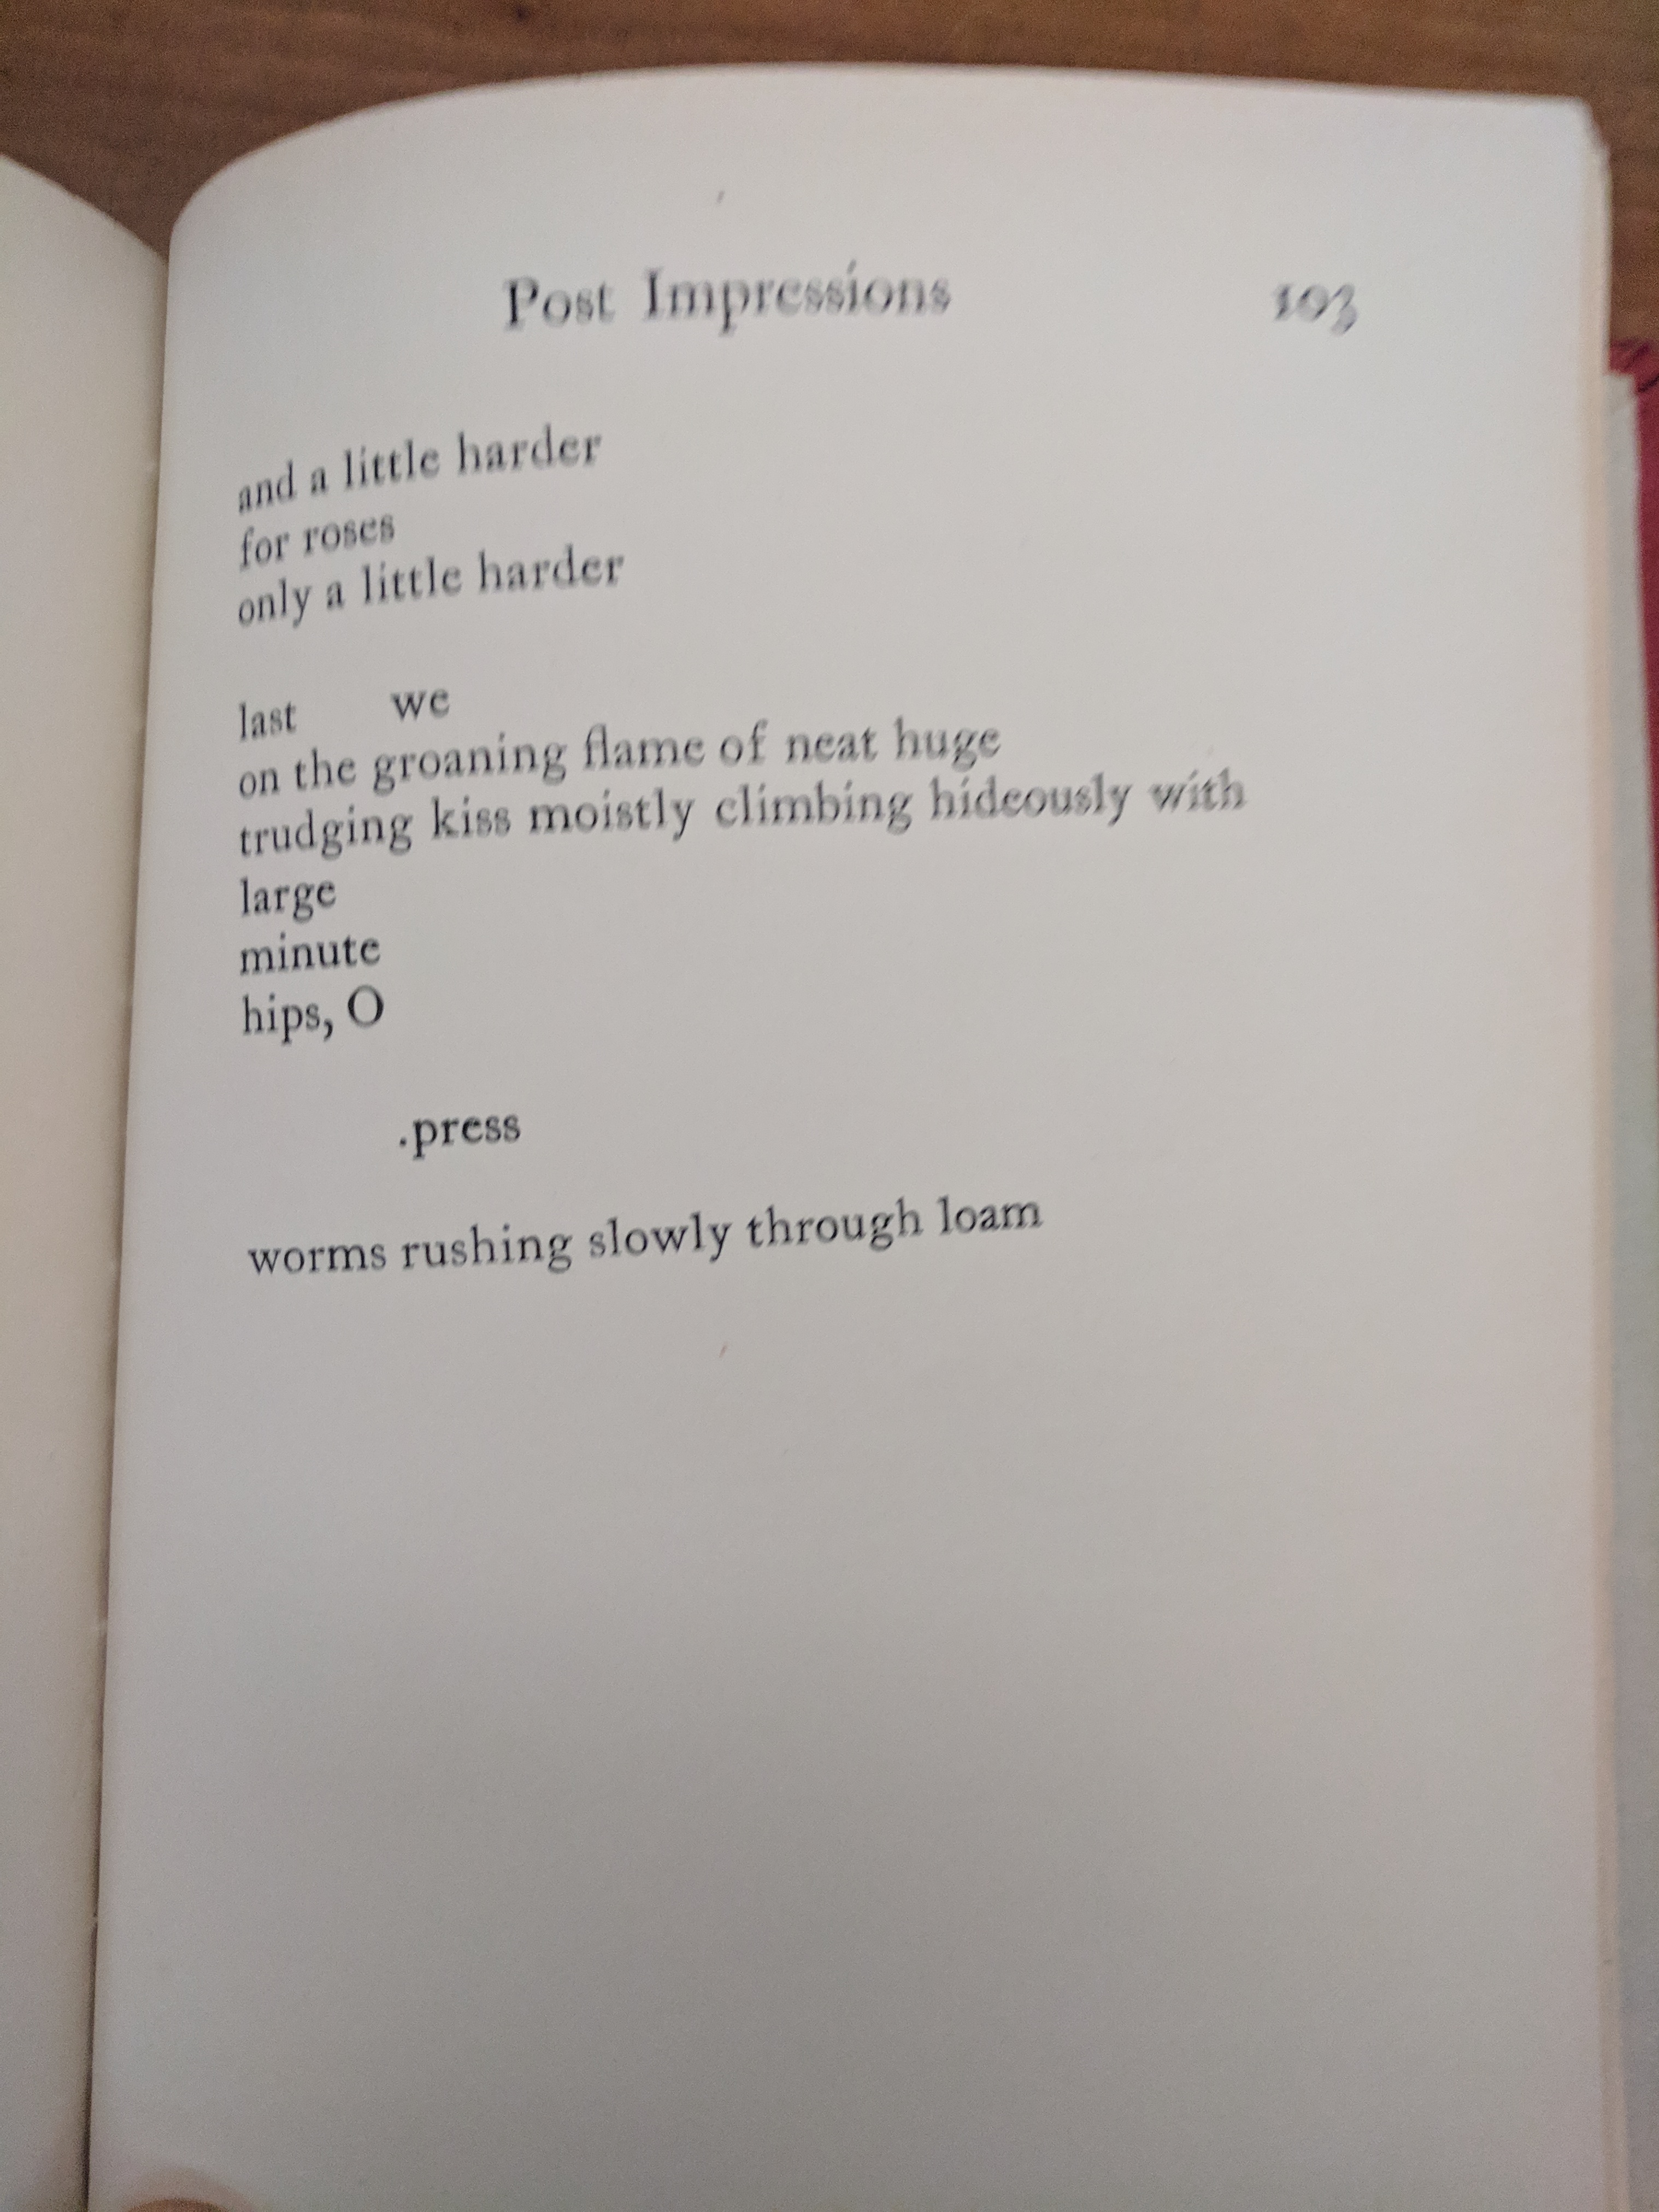 Post Impressions 103
and a little harder
for roses
only a little harder
last we
on the groaning flame of neat huge
trudging kiss moistly climbing hideously with
large
minute
hips, O
.press
worms rushing slowly through loam